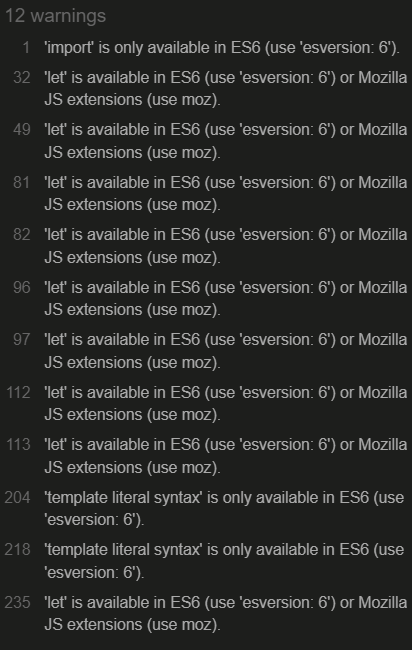 12 warnings
1 'import' is only available in ES6 (use 'esversion: 6').
32 'let' is available in ES6 (use 'esversion: 6') or Mozilla
JS extensions (use moz).
49 'let' is available in ES6 (use 'esversion: 6') or Mozilla
JS extensions (use moz).
81 'let' is available in ES6 (use 'esversion: 6') or Mozilla
JS extensions (use moz).
82 'let' is available in ES6 (use 'esversion: 6') or Mozilla
JS extensions (use moz).
96 'let' is available in ES6 (use 'esversion: 6') or Mozilla
JS extensions (use moz).
97 'let' is available in ES6 (use 'esversion: 6') or Mozilla
JS extensions (use moz).
112 'let' is available in ES6 (use 'esversion: 6') or Mozilla
JS extensions (use moz).
113 'let' is available in ES6 (use 'esversion: 6') or Mozilla
JS extensions (use moz).
204 'template literal syntax' is only available in ES6 (use
'esversion: 6').
218 'template literal syntax' is only available in ES6 (use
'esversion: 6').
235 'let' is available in ES6 (use 'esversion: 6') or Mozilla
JS extensions (use moz).